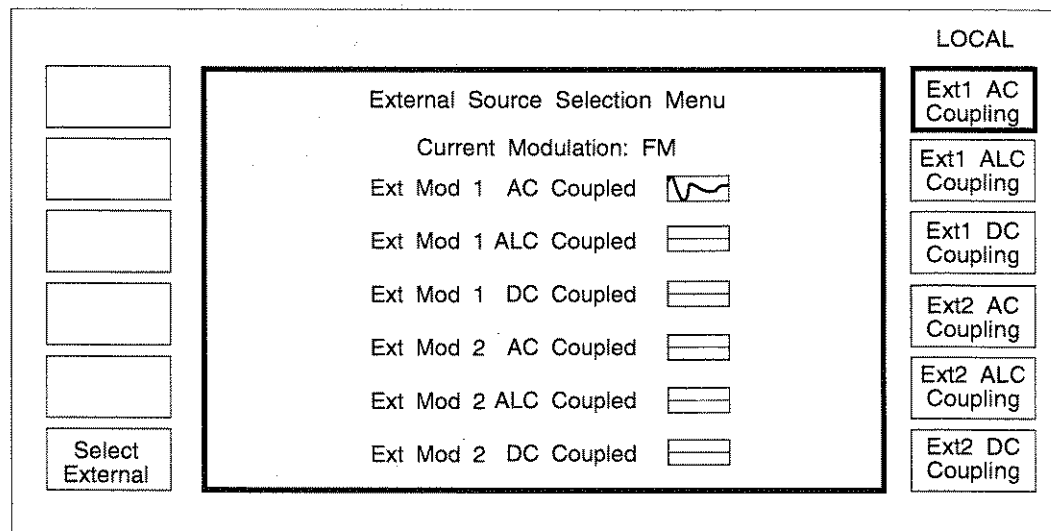 LOCAL
External Source Selection Menu
Current Modulation: FM
Ext Mod 1 AC Coupled
Ext Mod 1 ALC Coupled
Ext Mod 1 DC Coupled
Ext Mod 2 AC Coupled
Ext Mod 2 ALC Coupled
Ext Mod 2 DC Coupled
Select
External
Ext1 AC
Coupling
Ext1 ALC
Coupling
Ext1 DC
Coupling
Ext2 AC
Coupling
Ext2 ALC
Coupling
Ext2 DC
Coupling